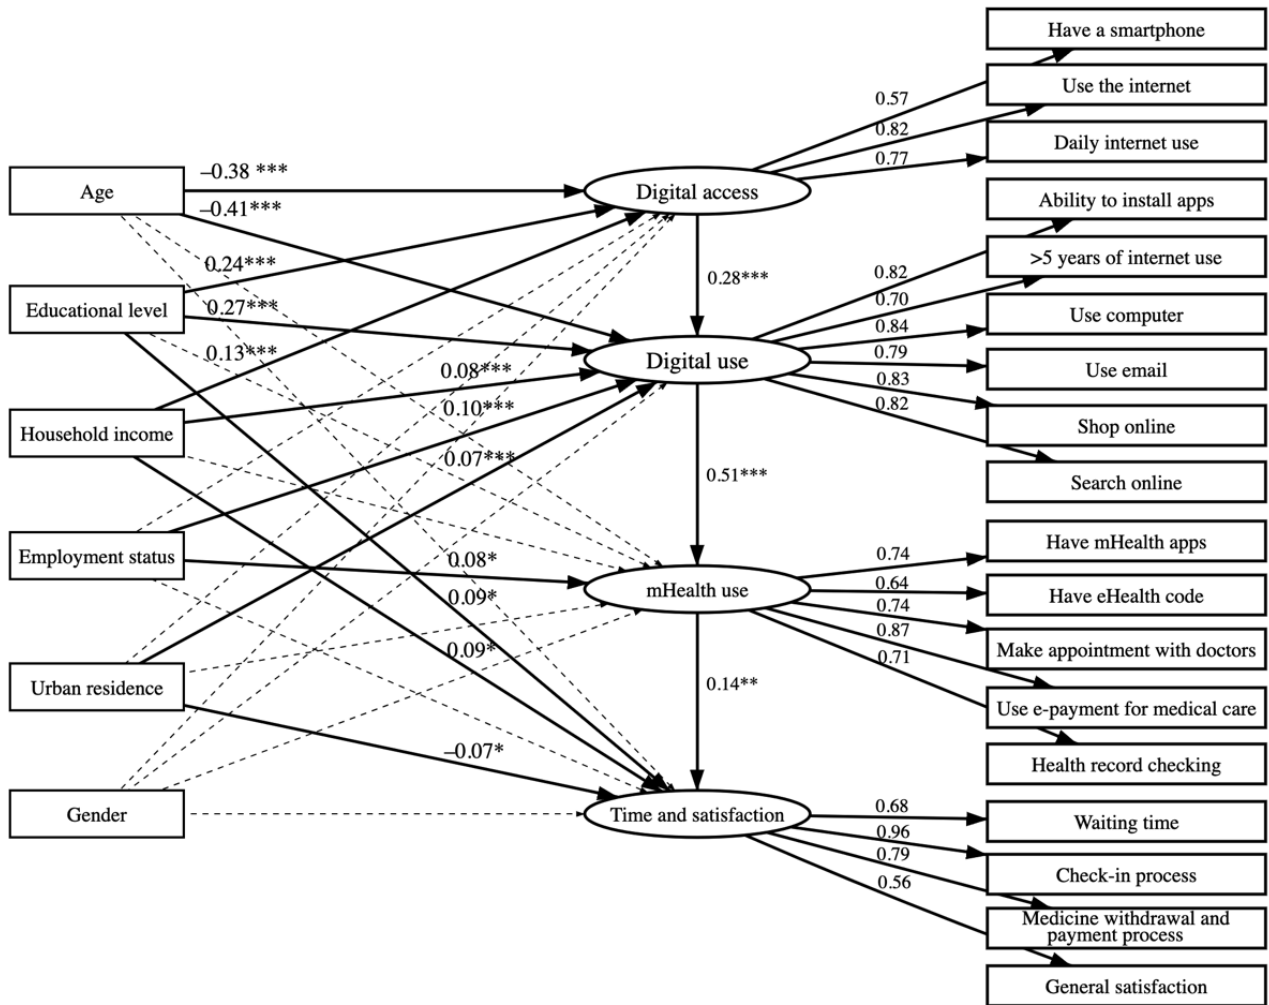 Have a smartphone
Use the internet
Daily internet use
Ability to install apps
>5 years of internet use
Use computer
Use email
Shop online
Search online
Have mHealth apps
Have eHealth code
Make appointment with doctors
Use e-payment for medical care
Health record checking
Waiting time
Check-in process
Medicine withdrawal and
payment process
General satisfaction
Age
Educational level
Household income
Employment status
Urban residence
Gender
Digital access
Digital use
mHealth use
Time and satisfaction
–0.38 ***
–0.41***
0.24***
0.27***
0.13***
0.08***
0.10***
0.07***
0.08*
0.09*
0.09*
–0.07*
0.28***
0.51***
0.14**
0.57
0.82
0.77
0.82
0.70
0.84
0.79
0.83
0.82
0.74
0.64
0.74
0.87
0.71
0.68
0.96
0.79
0.56